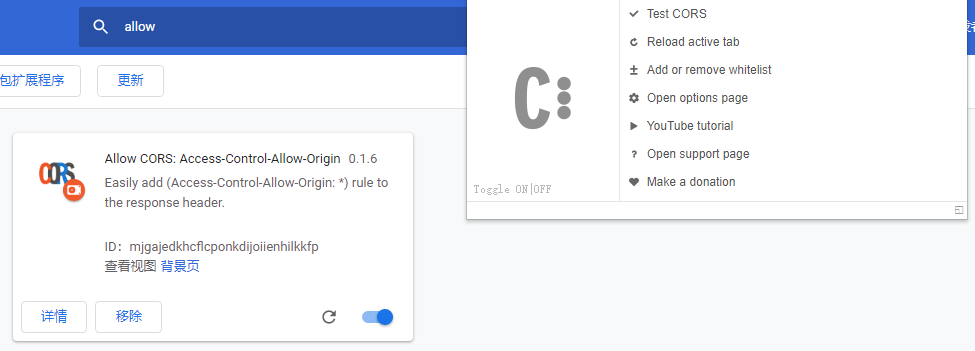 allow
包扩展程序
更新
CORS
Allow CORS: Access-Control-Allow-Origin 0.1.6
Easily add (Access-Control-Allow-Origin: *) rule to
the response header.
ID: mjgajedkhcflcponkdijoiienhilkkfp
查看视图 背景页
详情
移除
C
Toggle ON|OFF
Test CORS
Reload active tab
Add or remove whitelist
Open options page
YouTube tutorial
Open support page
Make a donation